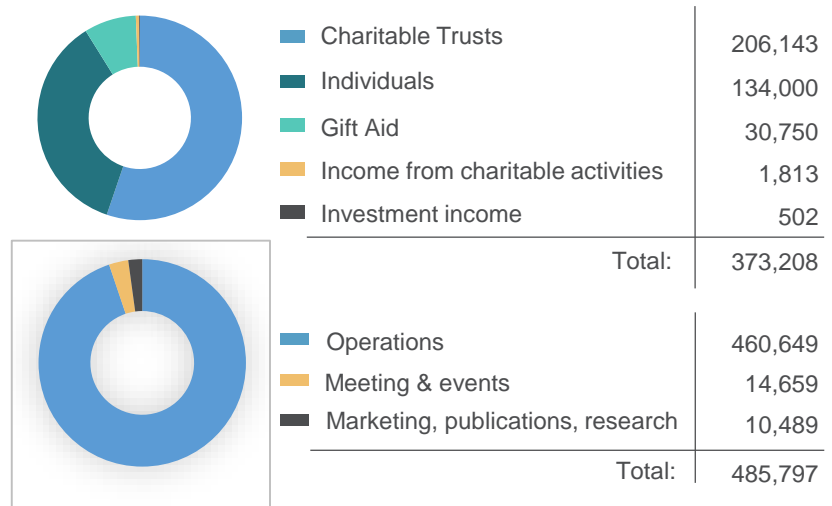 Charitable Trusts 206,143
Individuals 134,000
Gift Aid 30,750
Income from charitable activities 1,813
Investment income 502
Total: 373,208
Operations 460,649
Meeting & events 14,659
Marketing, publications, research 10,489
Total: 485,797